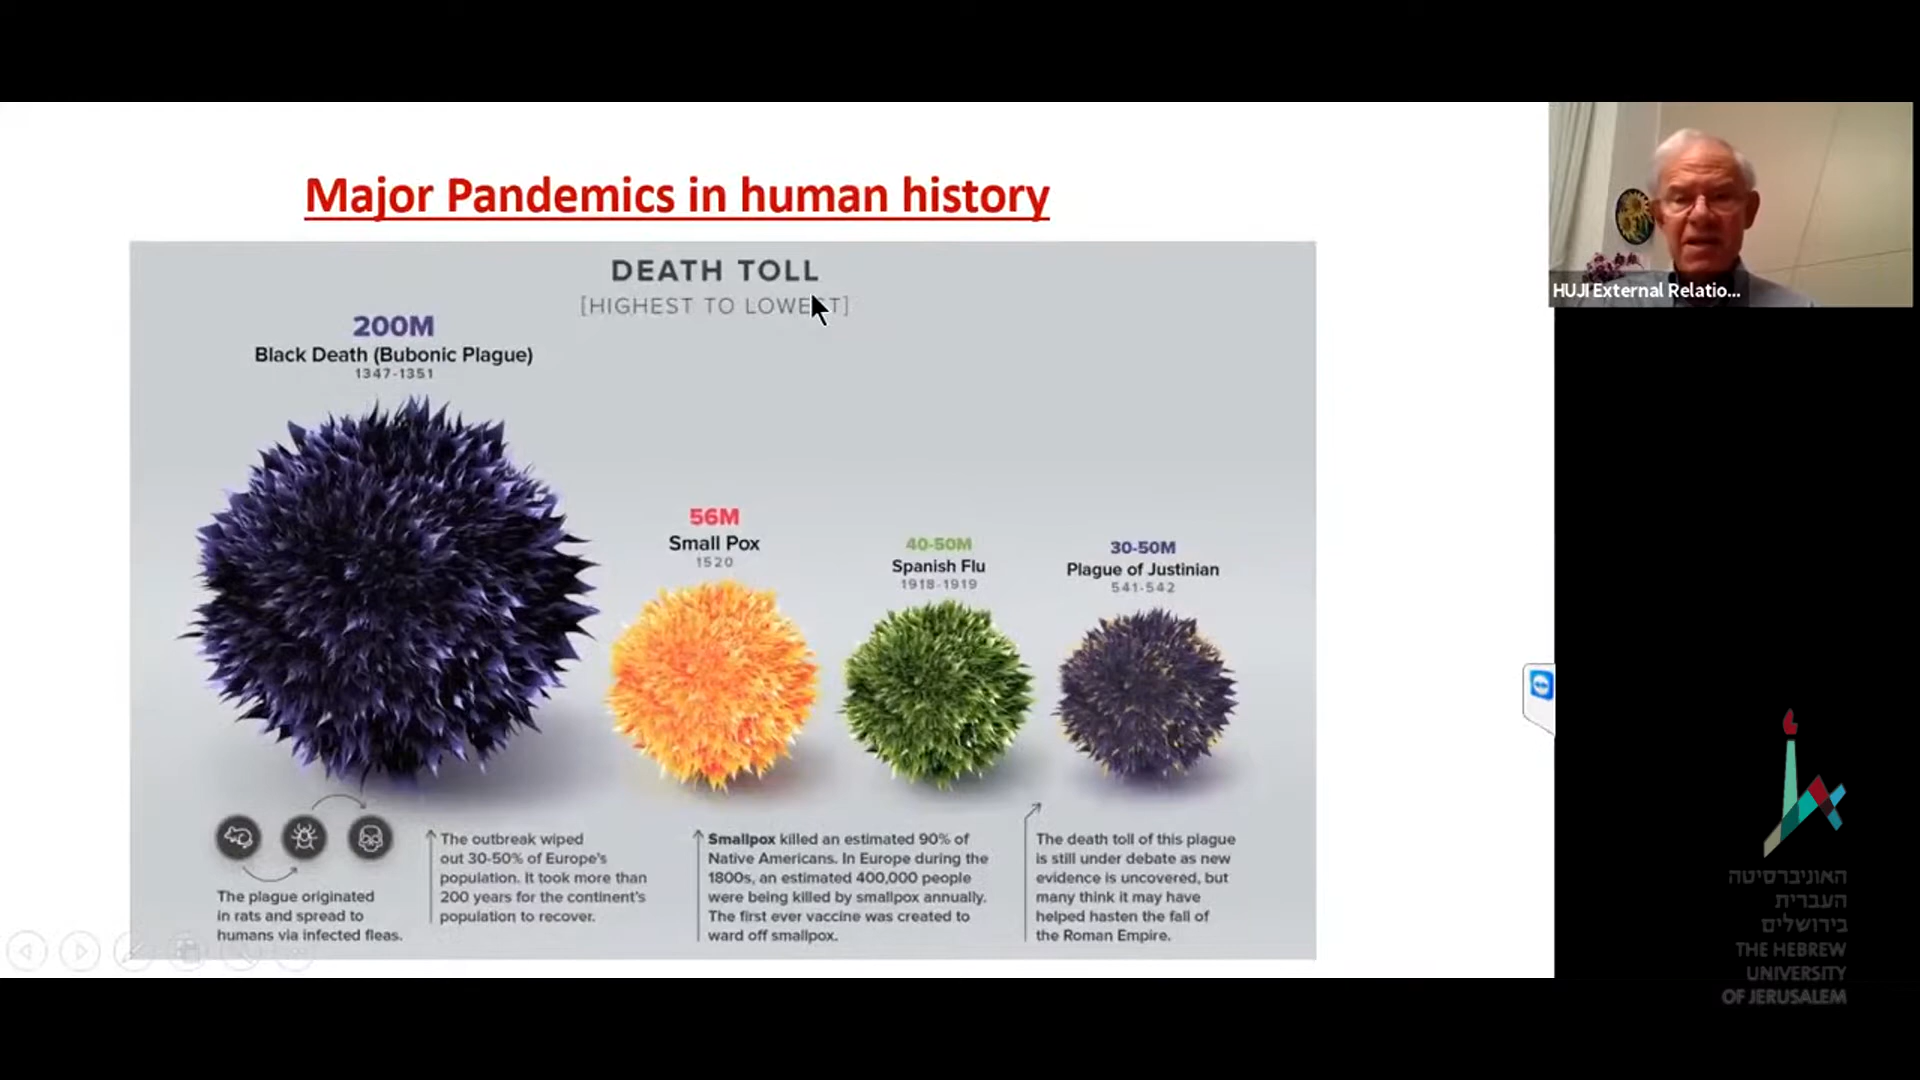 Major Pandemics in human history
DEATH TOLL
[HIGHEST TO LOWEST]
200M
Black Death (Bubonic Plague)
1347-1351
56M
Small Pox
1520
40-50M
Spanish Flu
1918-1919
30-50M
Plague of Justinian
541-542
The plague originated
in rats and spread to
humans via infected fleas.
The outbreak wiped
out 30-50% of Europe's
population. It took more than
200 years for the continent's
population to recover.
Smallpox killed an estimated 90% of
Native Americans. In Europe during the
1800s, an estimated 400,000 people
were being killed by smallpox annually.
The first ever vaccine was created to
ward off smallpox.
The death toll of this plague
is still under debate as new
evidence is uncovered, but
many think it may have
helped hasten the fall of
the Roman Empire.
HUJI External Relatio...
האוניברסיטה
העברית
בירושלים
THE HEBREW
UNIVERSITY
OF JERUSALEM